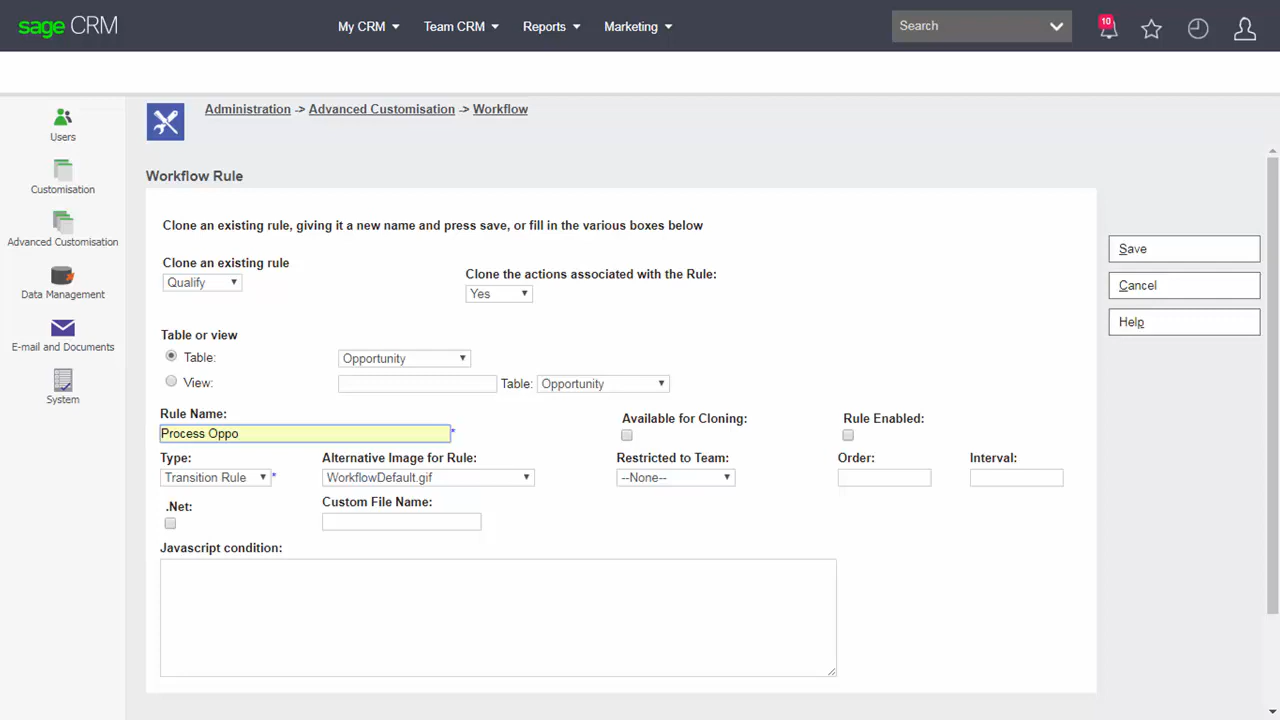 sage CRM
My CRM
Team CRM
Reports
Marketing
Search
10
Users
Customisation
Advanced Customisation
Data Management
E-mail and Documents
System
Administration -> Advanced Customisation -> Workflow
Workflow Rule
Clone an existing rule, giving it a new name and press save, or fill in the various boxes below
Clone an existing rule
Qualify
Clone the actions associated with the Rule:
Yes
Table or view
Table: Opportunity
View: Table: Opportunity
Rule Name:
Process Oppo *
Available for Cloning:
Rule Enabled:
Type:
Transition Rule *
Alternative Image for Rule:
WorkflowDefault.gif
Restricted to Team:
--None--
Order:
Interval:
.Net:
Custom File Name:
Javascript condition:
Save
Cancel
Help